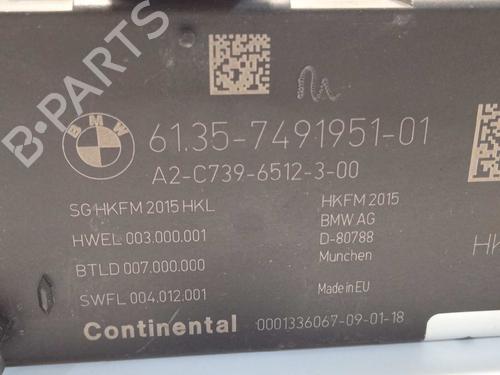 B-PARTS
BMW
61.35-7491951-01
A2-C739-6512-3-00
SG HKFM 2015 HKL
HKFM 2015
HWEL 003.000.001
BMW AG
D-80788
BTLD 007.000.000
Munchen
SWFL 004.012.001
Made in EU
Continental 0001336067-09-01-18